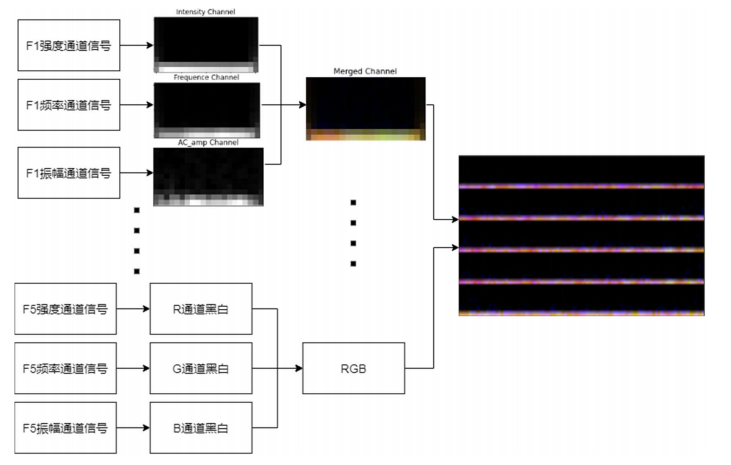 Intensity Channel
F1强度通道信号
Frequence Channel
F1频率通道信号
Merged Channel
AC_amp Channel
F1振幅通道信号
F5强度通道信号
R通道黑白
F5频率通道信号
G通道黑白
RGB
F5振幅通道信号
B通道黑白